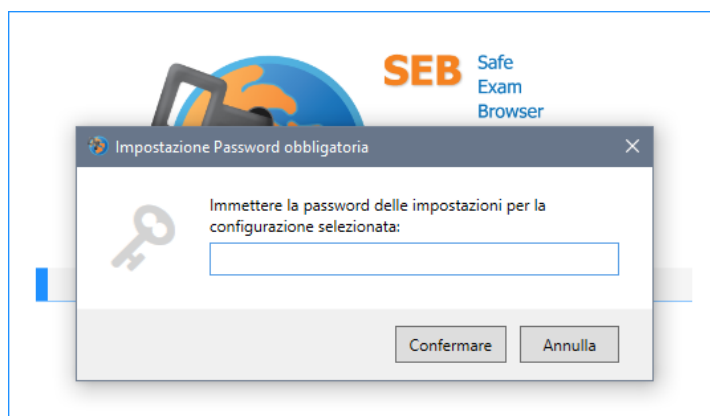 SEB Safe
Exam
Browser
Impostazione Password obbligatoria
Immettere la password delle impostazioni per la
configurazione selezionata:
Confermare Annulla